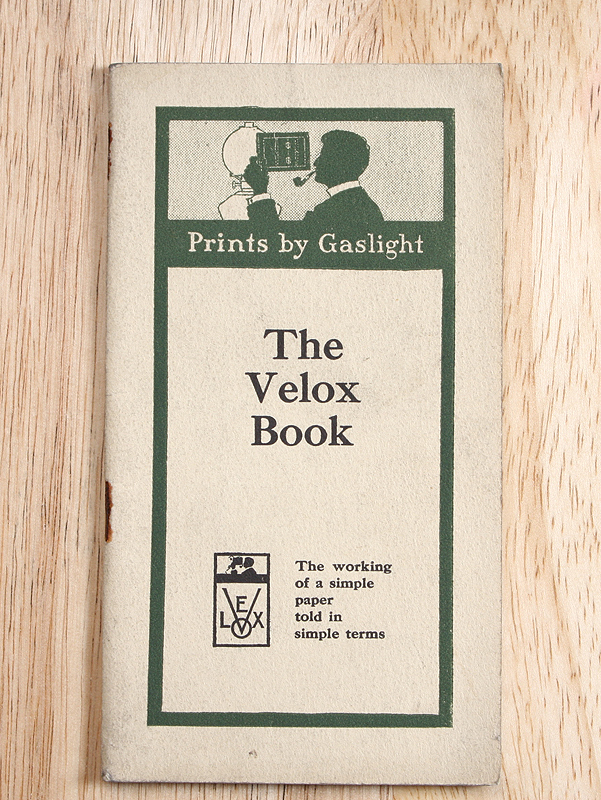 Prints by Gaslight
The
Velox
Book
VELOX
The working
of a simple
paper
told in
simple terms